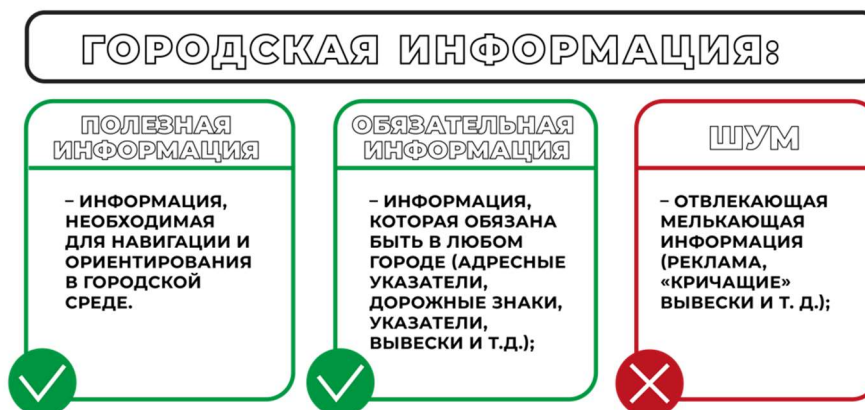 ГОРОДСКАЯ ИНФОРМАЦИЯ:
ПОЛЕЗНАЯ
ИНФОРМАЦИЯ
– ИНФОРМАЦИЯ,
НЕОБХОДИМАЯ
ДЛЯ НАВИГАЦИИ И
ОРИЕНТИРОВАНИЯ
В ГОРОДСКОЙ
СРЕДЕ.
ОБЯЗАТЕЛЬНАЯ
ИНФОРМАЦИЯ
– ИНФОРМАЦИЯ,
КОТОРАЯ ОБЯЗАНА
БЫТЬ В ЛЮБОМ
ГОРОДЕ (АДРЕСНЫЕ
УКАЗАТЕЛИ,
ДОРОЖНЫЕ ЗНАКИ,
УКАЗАТЕЛИ,
ВЫВЕСКИ И Т.Д.);
ШУМ
– ОТВЛЕКАЮЩАЯ
МЕЛЬКАЮЩАЯ
ИНФОРМАЦИЯ
(РЕКЛАМА,
«КРИЧАЩИЕ»
ВЫВЕСКИ И Т. Д.);